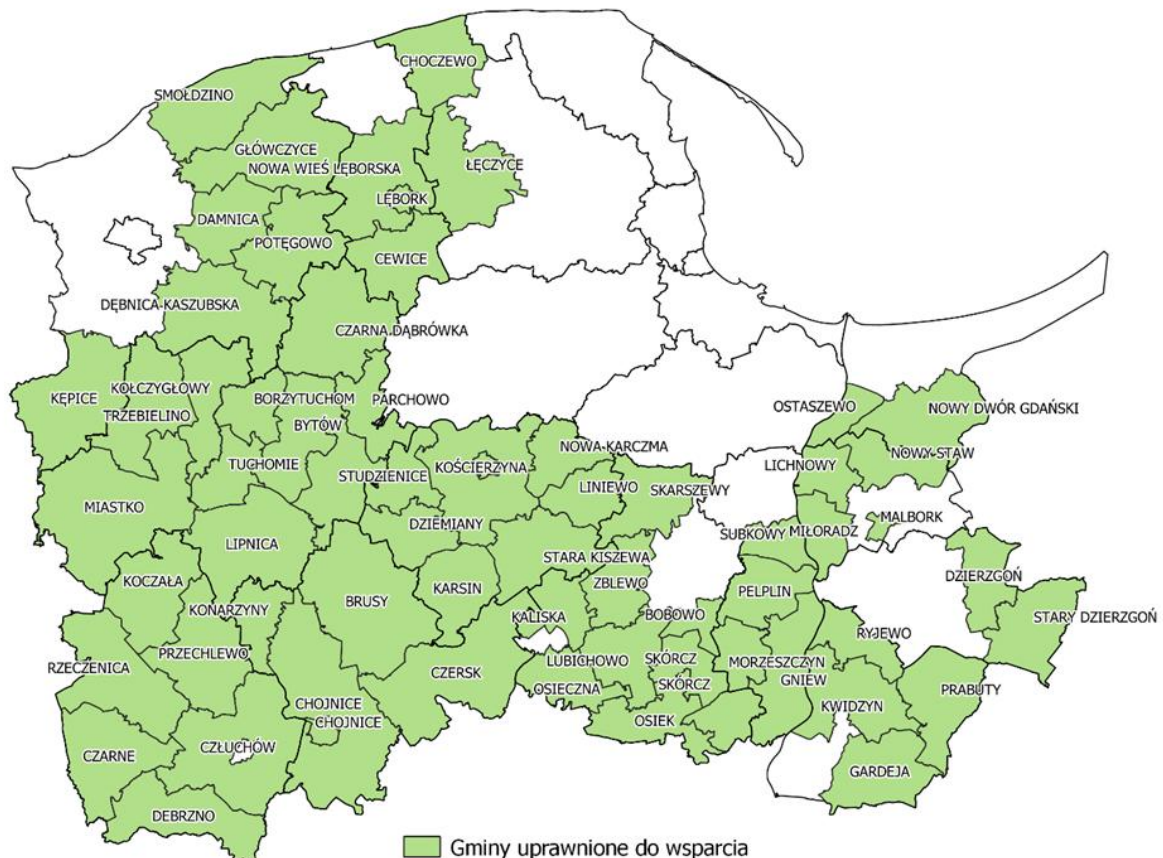 CHOCZEWO
SMOŁDZINO
GŁÓWCZYCE
NOWA WIEŚ LĘBORSKA
ŁĘCZYCE
LĘBORK
DAMNICA
POTĘGOWO
CEWICE
DĘBNICA KASZUBSKA
CZARNA DĄBRÓWKA
KĘPICE
KOŁCZYGŁOWY
BORZYTUCHOM
PARCHOWO
TRZEBIELINO
BYTÓW
OSTASZEWO
NOWY DWÓR GDAŃSKI
TUCHOMIE
STUDZIENICE
KOŚCIERZYNA
NOWA KARCZMA
LICHNOWY
NOWY STAW
MIASTKO
LINIEWO
SKARSZEWY
MALBORK
LIPNICA
DZIEMIANY
SUBKOWY
MIŁORADZ
STARA KISZEWA
KOCZAŁA
KARSIN
ZBLEWO
PELPLIN
DZIERZGOŃ
BRUSY
KONARZYNY
KALISKA
BOBOWO
STARY DZIERZGOŃ
RYJEWO
PRZECHLEWO
RZECZENICA
CZERSK
LUBICHOWO
SKÓRCZ
MORZESZCZYN
GNIEW
OSIECZNA
SKÓRCZ
PRABUTY
CHOJNICE
KWIDZYN
CHOJNICE
OSIEK
CZARNE
CZŁUCHÓW
GARDEJA
DEBRZNO
Gminy uprawnione do wsparcia